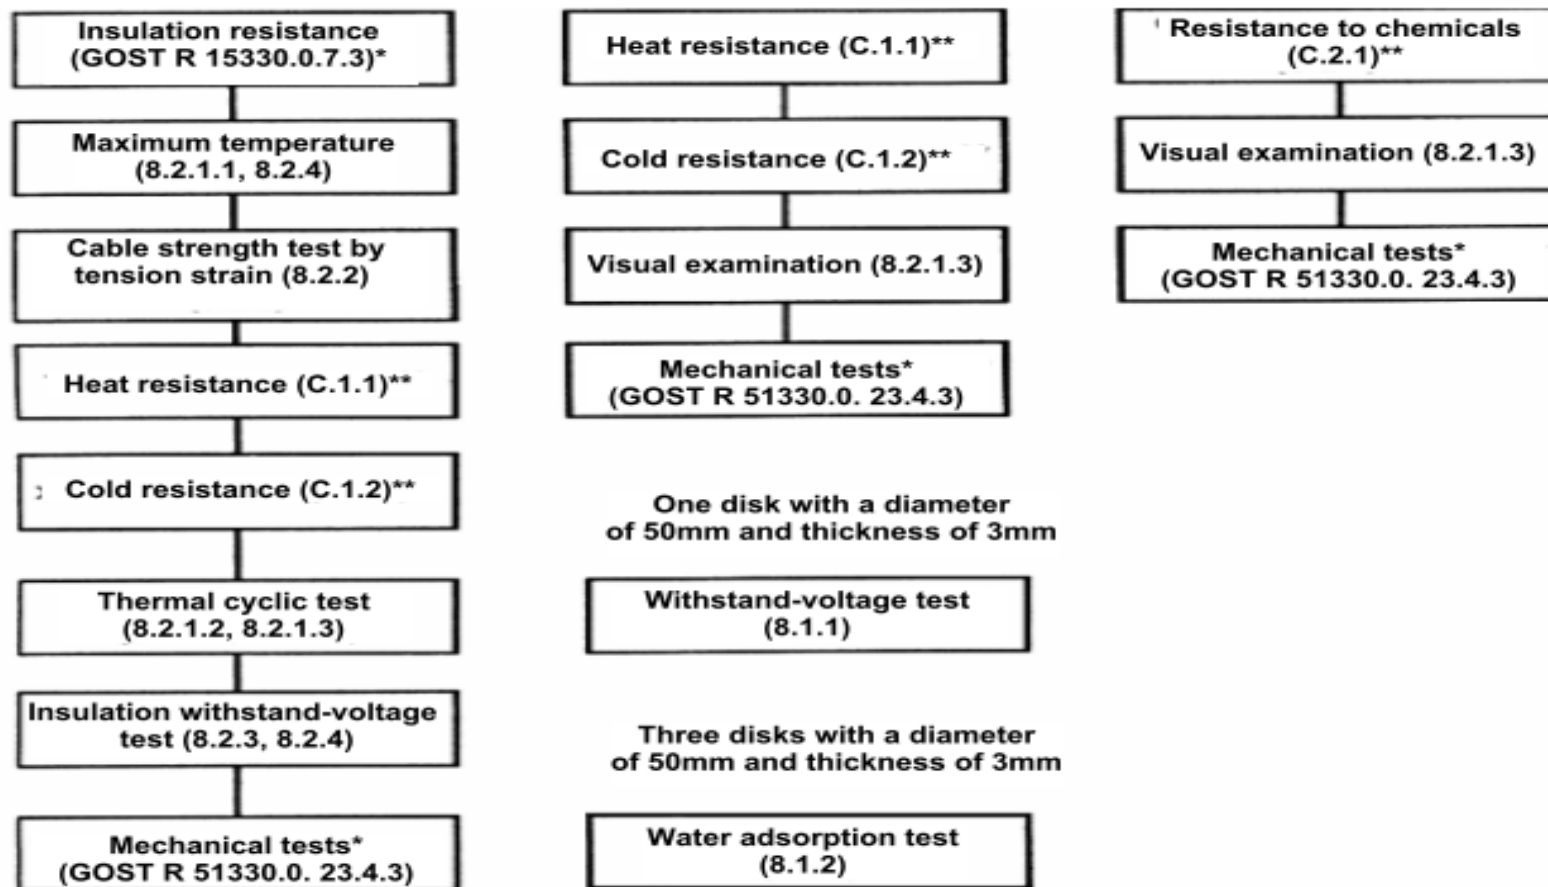 Insulation resistance
(GOST R 15330.0.7.3)*
Maximum temperature
(8.2.1.1, 8.2.4)
Cable strength test by
tension strain (8.2.2)
Heat resistance (C.1.1)**
Cold resistance (C.1.2)**
Thermal cyclic test
(8.2.1.2, 8.2.1.3)
Insulation withstand-voltage
test (8.2.3, 8.2.4)
Mechanical tests*
(GOST R 51330.0. 23.4.3)
Heat resistance (C.1.1)**
Cold resistance (C.1.2)**
Visual examination (8.2.1.3)
Mechanical tests*
(GOST R 51330.0. 23.4.3)
One disk with a diameter
of 50mm and thickness of 3mm
Withstand-voltage test
(8.1.1)
Three disks with a diameter
of 50mm and thickness of 3mm
Water adsorption test
(8.1.2)
Resistance to chemicals
(C.2.1)**
Visual examination (8.2.1.3)
Mechanical tests*
(GOST R 51330.0. 23.4.3)